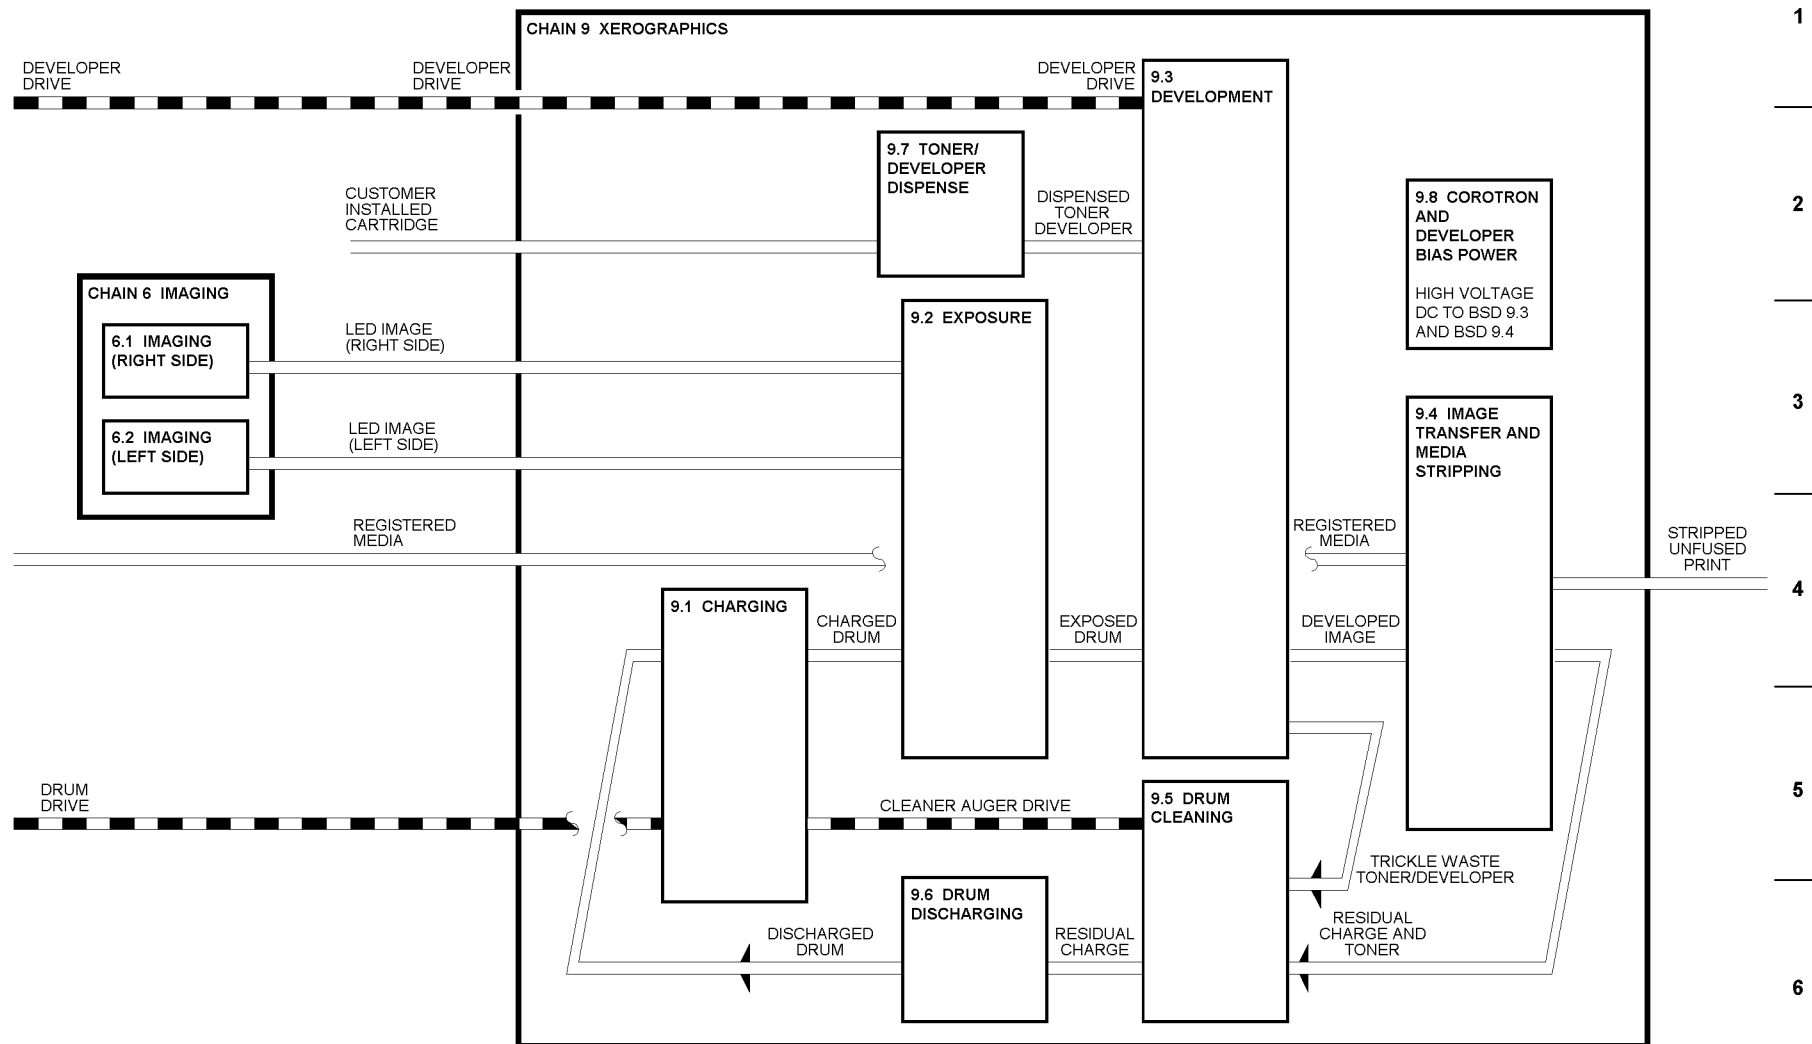 1
CHAIN 9 XEROGRAPHICS
DEVELOPER
DRIVE
DEVELOPER
DRIVE
DEVELOPER
DRIVE
9.3
DEVELOPMENT
9.7 TONER/
DEVELOPER
DISPENSE
CUSTOMER
INSTALLED
CARTRIDGE
DISPENSED
TONER
DEVELOPER
9.8 COROTRON
AND
DEVELOPER
BIAS POWER
HIGH VOLTAGE
DC TO BSD 9.3
AND BSD 9.4
2
CHAIN 6 IMAGING
6.1 IMAGING
(RIGHT SIDE)
LED IMAGE
(RIGHT SIDE)
9.2 EXPOSURE
6.2 IMAGING
(LEFT SIDE)
LED IMAGE
(LEFT SIDE)
9.4 IMAGE
TRANSFER AND
MEDIA
STRIPPING
3
REGISTERED
MEDIA
REGISTERED
MEDIA
STRIPPED
UNFUSED
PRINT
4
9.1 CHARGING
CHARGED
DRUM
EXPOSED
DRUM
DEVELOPED
IMAGE
DRUM
DRIVE
CLEANER AUGER DRIVE
9.5 DRUM
CLEANING
5
TRICKLE WASTE
TONER/DEVELOPER
9.6 DRUM
DISCHARGING
DISCHARGED
DRUM
RESIDUAL
CHARGE
RESIDUAL
CHARGE AND
TONER
6